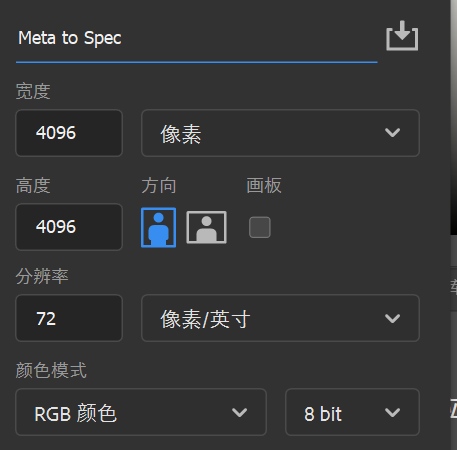 Meta to Spec
宽度
4096 像素
高度 方向 画板
4096
分辨率
72 像素/英寸
颜色模式
RGB 颜色 8 bit